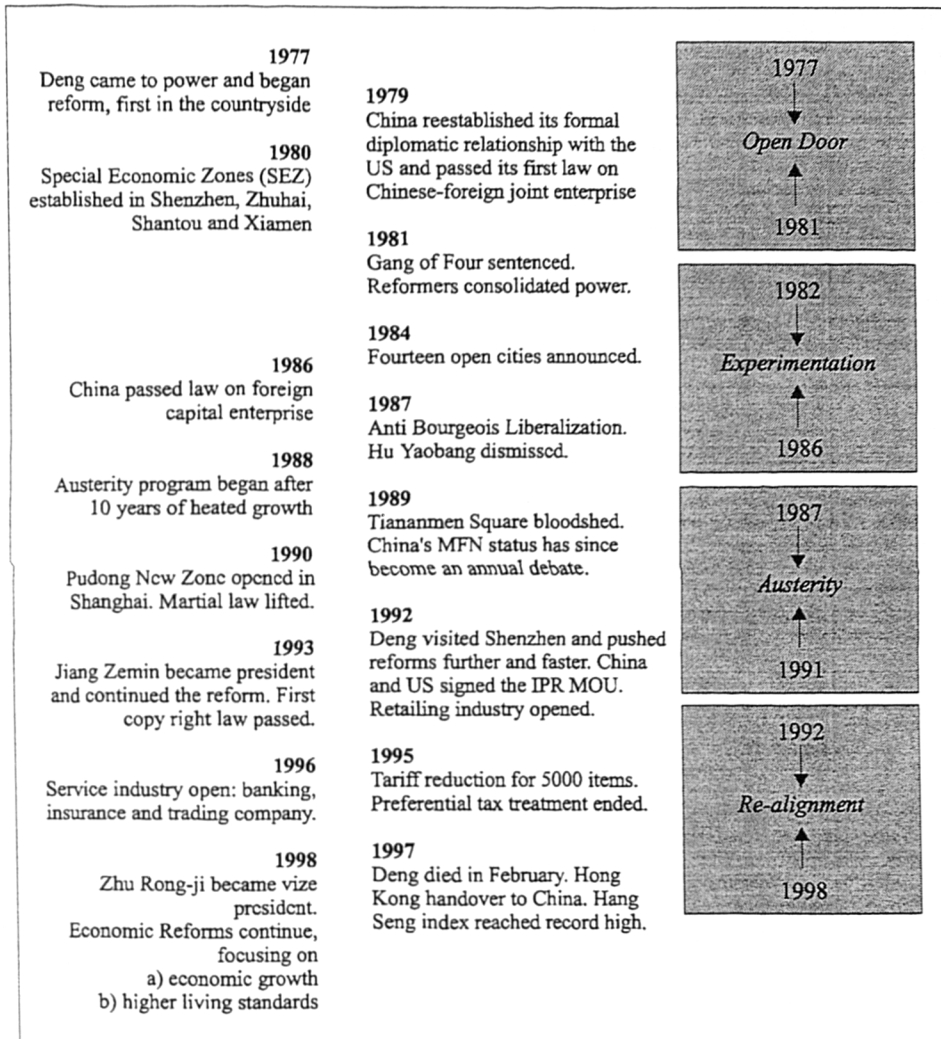 1977
Deng came to power and began
reform, first in the countryside
1980
Special Economic Zones (SEZ)
established in Shenzhen, Zhuhai,
Shantou and Xiamen
1986
China passed law on foreign
capital enterprise
1988
Austerity program began after
10 years of heated growth
1990
Pudong New Zone opened in
Shanghai. Martial law lifted.
1993
Jiang Zemin became president
and continued the reform. First
copy right law passed.
1996
Service industry open: banking,
insurance and trading company.
1998
Zhu Rong-ji became vize
president.
Economic Reforms continue,
focusing on
a) economic growth
b) higher living standards
1979
China reestablished its formal
diplomatic relationship with the
US and passed its first law on
Chinese-foreign joint enterprise
1981
Gang of Four sentenced.
Reformers consolidated power.
1984
Fourteen open cities announced.
1987
Anti Bourgeois Liberalization.
Hu Yaobang dismissed.
1989
Tiananmen Square bloodshed.
China's MFN status has since
become an annual debate.
1992
Deng visited Shenzhen and pushed
reforms further and faster. China
and US signed the IPR MOU.
Retailing industry opened.
1995
Tariff reduction for 5000 items.
Preferential tax treatment ended.
1997
Deng died in February. Hong
Kong handover to China. Hang
Seng index reached record high.
1977
Open Door
1981
1982
Experimentation
1986
1987
Austerity
1991
1992
Re-alignment
1998